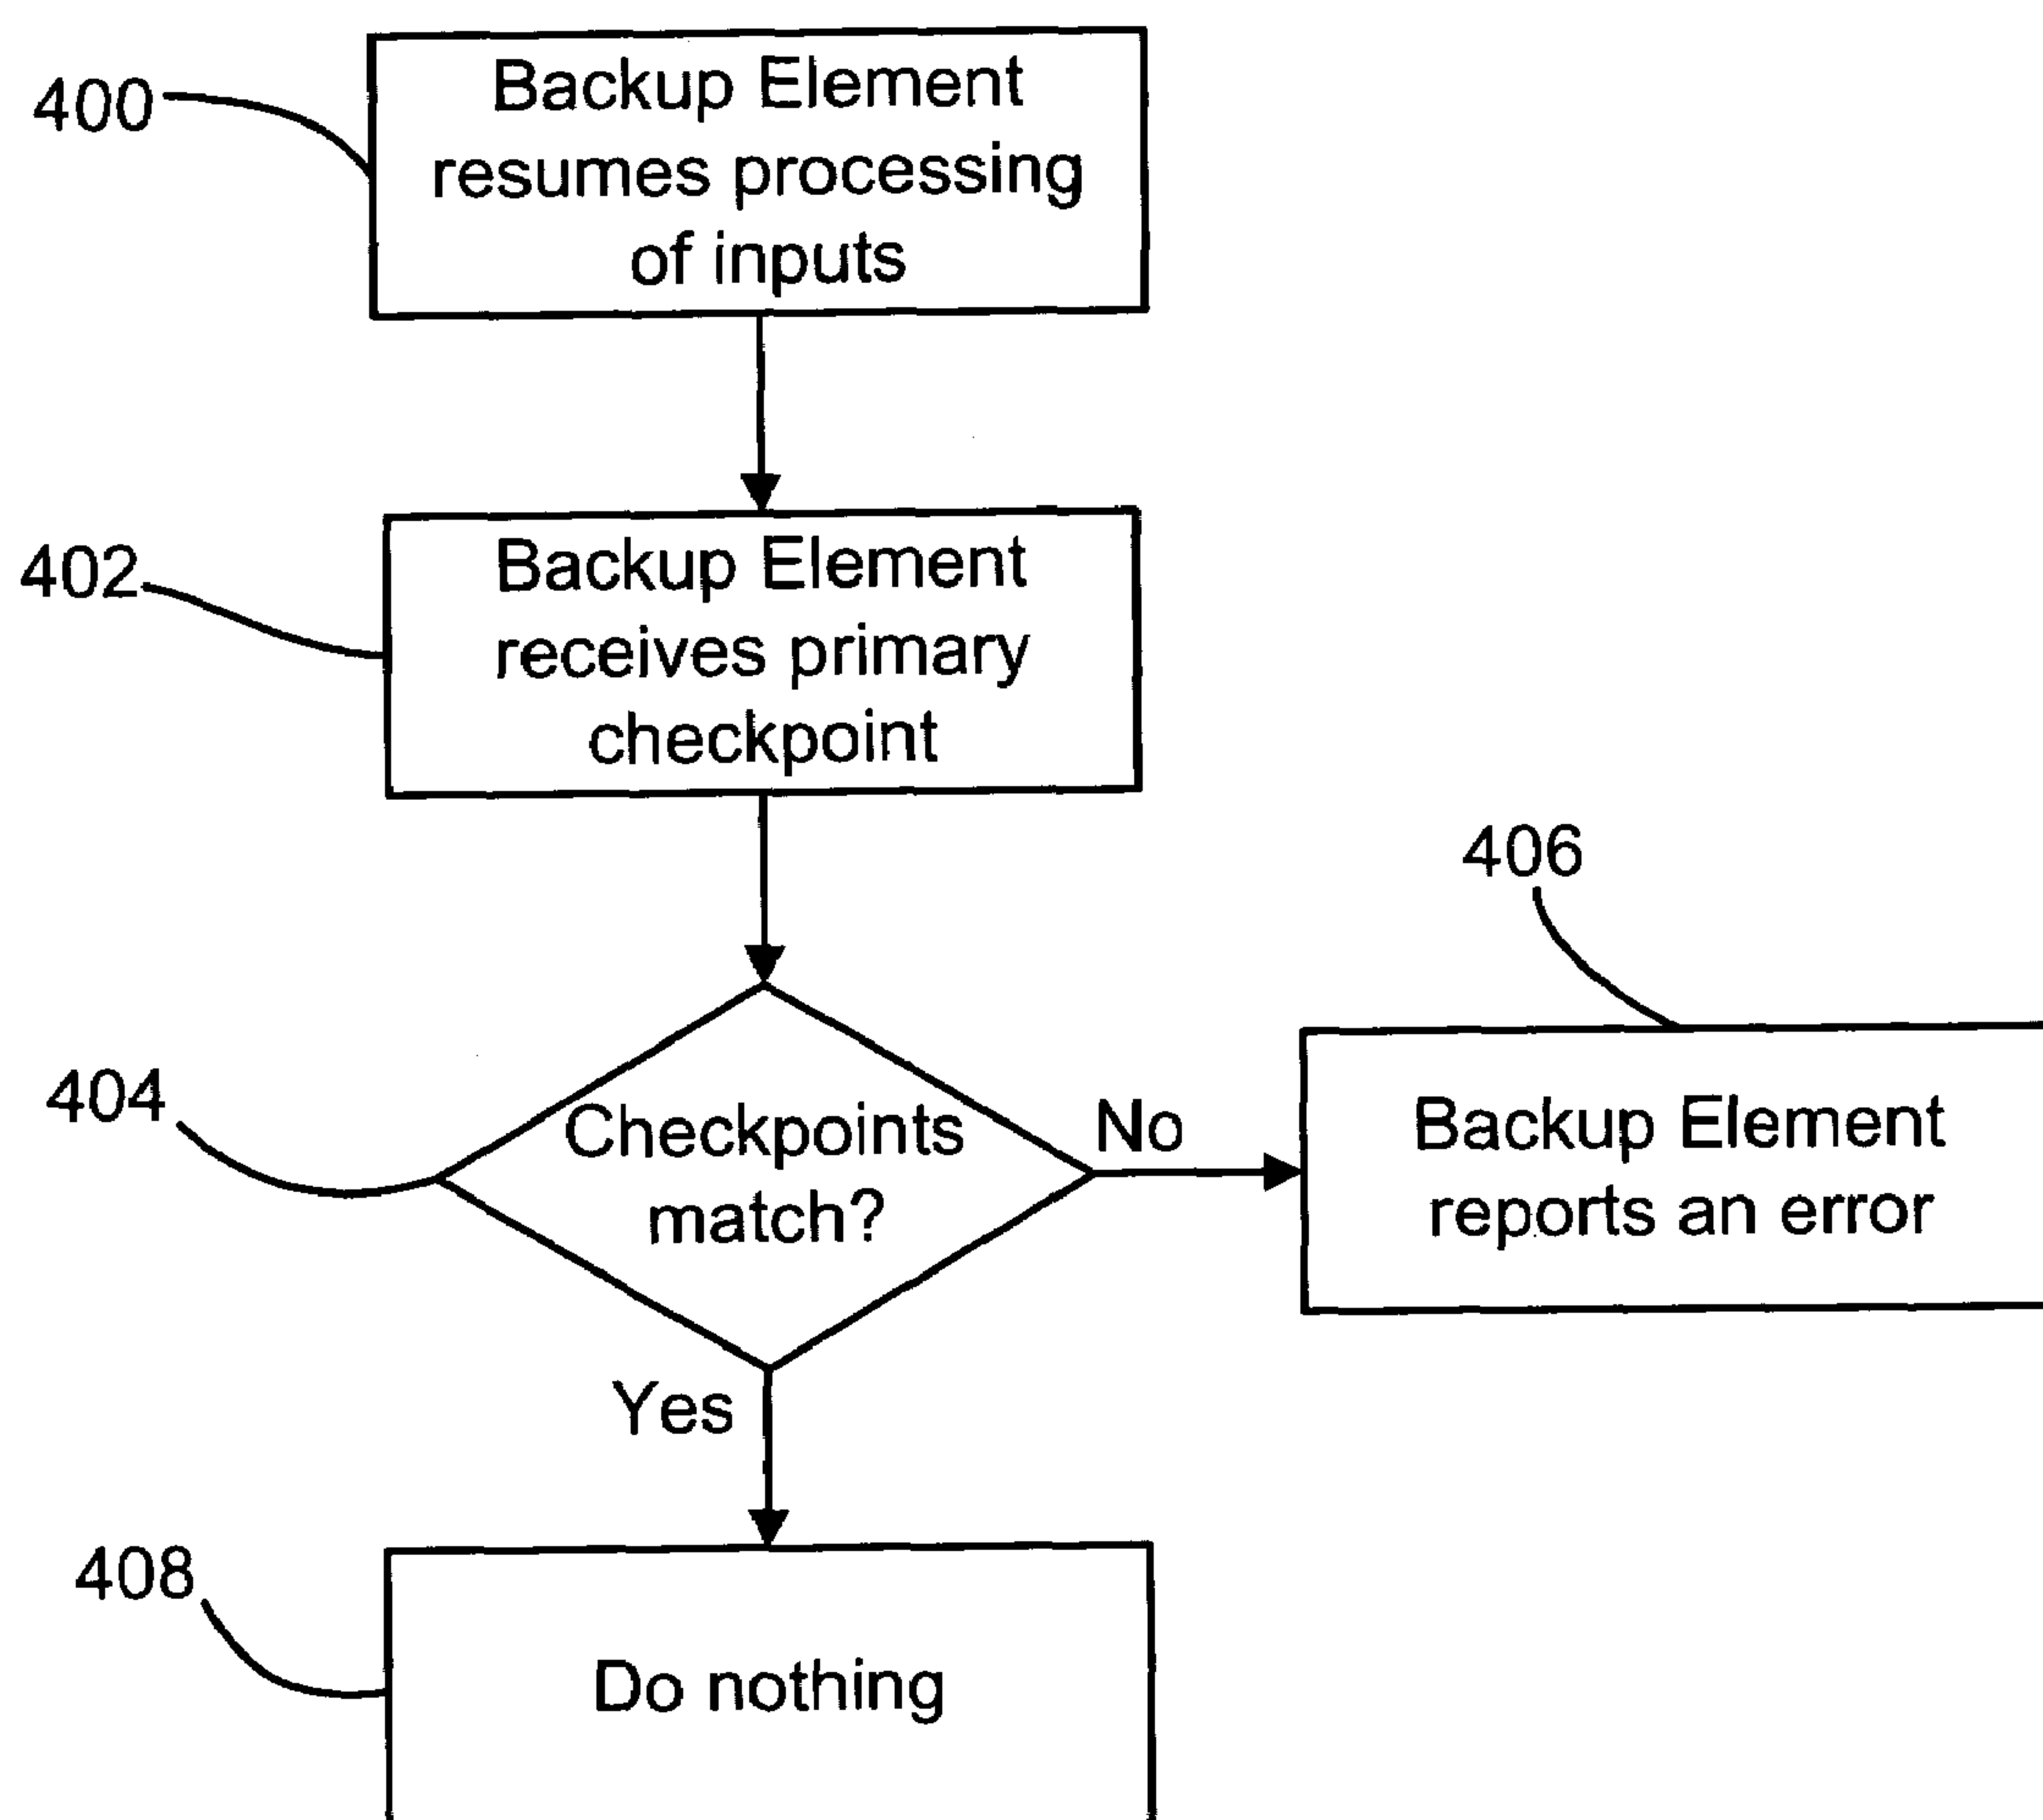 400
Backup Element
resumes processing
of inputs
402
Backup Element
receives primary
checkpoint
406
404
Checkpoints
match?
No
Backup Element
reports an error
Yes
408
Do nothing